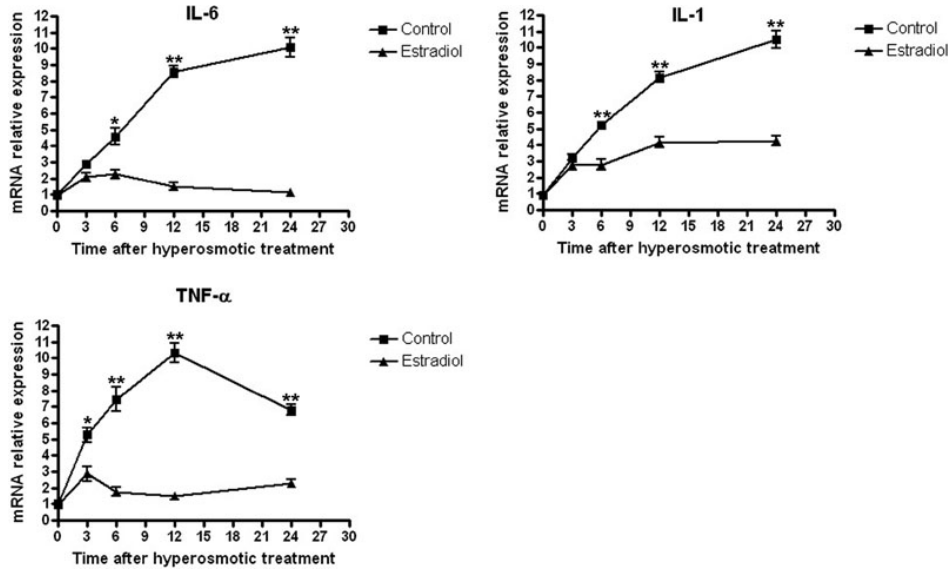 IL-6
mRNA relative expression
12
11
10
9
8
7
6
5
4
3
2
1
0
**
**
*
0 3 6 9 12 15 18 21 24 27 30
Time after hyperosmotic treatment
Control
Estradiol
IL-1
mRNA relative expression
12
11
10
9
8
7
6
5
4
3
2
1
0
**
**
**
0 3 6 9 12 15 18 21 24 27 30
Time after hyperosmotic treatment
Control
Estradiol
TNF-α
mRNA relative expression
12
11
10
9
8
7
6
5
4
3
2
1
0
**
**
*
**
0 3 6 9 12 15 18 21 24 27 30
Time after hyperosmotic treatment
Control
Estradiol